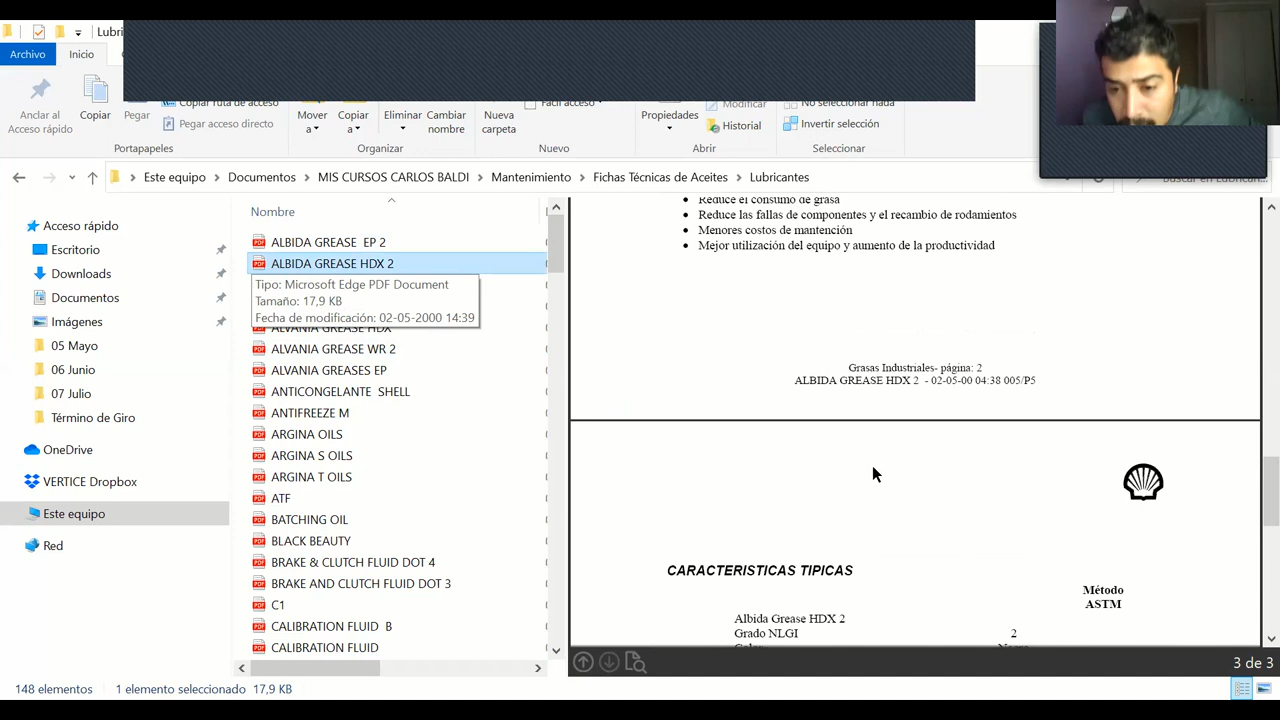 Lubri
Archivo
Inicio
Anclar al
Acceso rápido
Copiar
Pegar
Copiar ruta de acceso
Pegar acceso directo
Portapapeles
Mover
a
Copiar
a
Eliminar
Cambiar
nombre
Organizar
Nueva
carpeta
Fácil acceso
Nuevo
Propiedades
Modificar
Historial
Abrir
No seleccionar nada
Invertir selección
Seleccionar
Este equipo > Documentos > MIS CURSOS CARLOS BALDI > Mantenimiento > Fichas Técnicas de Aceites > Lubricantes
Buscar en Lubrican...
Acceso rápido
Escritorio
Downloads
Documentos
Imágenes
05 Mayo
06 Junio
07 Julio
Término de Giro
OneDrive
VERTICE Dropbox
Este equipo
Red
Nombre
ALBIDA GREASE EP 2
ALBIDA GREASE HDX 2
Tipo: Microsoft Edge PDF Document
Tamaño: 17,9 KB
Fecha de modificación: 02-05-2000 14:39
ALVANIA GREASE HDX
ALVANIA GREASE WR 2
ALVANIA GREASES EP
ANTICONGELANTE SHELL
ANTIFREEZE M
ARGINA OILS
ARGINA S OILS
ARGINA T OILS
ATF
BATCHING OIL
BLACK BEAUTY
BRAKE & CLUTCH FLUID DOT 4
BRAKE AND CLUTCH FLUID DOT 3
C1
CALIBRATION FLUID B
CALIBRATION FLUID
• Reduce el consumo de grasa
• Reduce las fallas de componentes y el recambio de rodamientos
• Menores costos de mantención
• Mejor utilización del equipo y aumento de la productividad
Grasas Industriales- página: 2
ALBIDA GREASE HDX 2 - 02-05-00 04:38 005/P5
CARACTERISTICAS TIPICAS
Método
ASTM
Albida Grease HDX 2
Grado NLGI 2
3 de 3
148 elementos
1 elemento seleccionado 17,9 KB